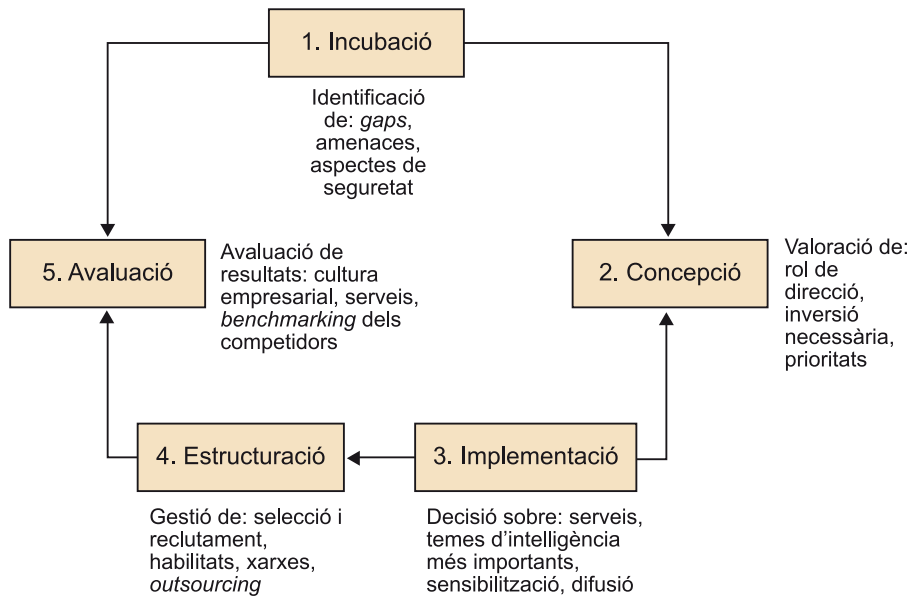 1. Incubació
Identificació
de: gaps,
amenaces,
aspectes de
seguretat
2. Concepció
Valoració de:
rol de
direcció,
inversió
necessària,
prioritats
3. Implementació
Decisió sobre: serveis,
temes d’intelligència
més importants,
sensibilització, difusió
4. Estructuració
Gestió de: selecció i
reclutament,
habilitats, xarxes,
outsourcing
5. Avaluació
Avaluació de
resultats: cultura
empresarial, serveis,
benchmarking dels
competidors